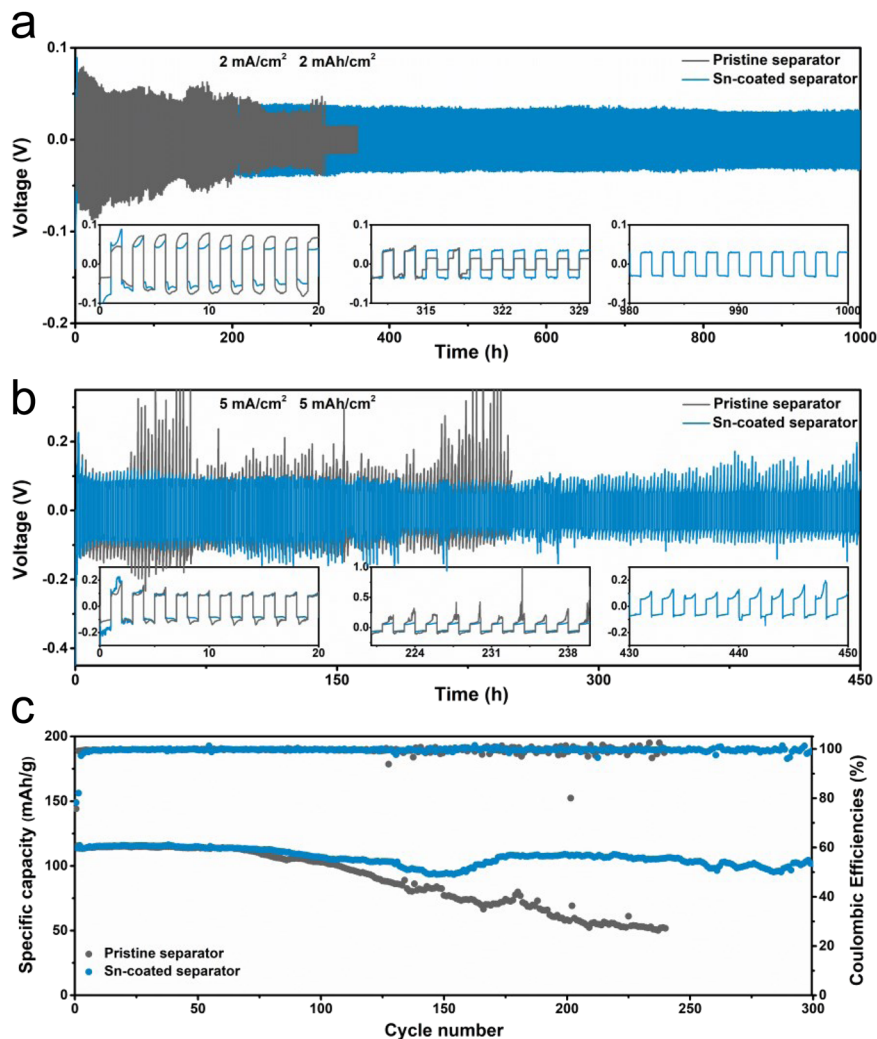 a
2 mA/cm² 2 mAh/cm²
Pristine separator
Sn-coated separator
Voltage (V)
0.1
0.0
-0.1
-0.2
0.1
0.0
-0.1
0 10 20
0.1
0.0
-0.1
315 322 329
0.1
0.0
-0.1
980 990 1000
0 200 400 600 800 1000
Time (h)
b
5 mA/cm² 5 mAh/cm²
Pristine separator
Sn-coated separator
Voltage (V)
0.2
0.0
-0.2
-0.4
0.2
0.0
-0.2
0 10 20
1.0
0.5
0.0
224 231 238
0.2
0.0
-0.2
430 440 450
0 150 300 450
Time (h)
c
Specific capacity (mAh/g)
200
150
100
50
0
Pristine separator
Sn-coated separator
100
80
60
40
20
0
Coulombic Efficiencies (%)
0 50 100 150 200 250 300
Cycle number